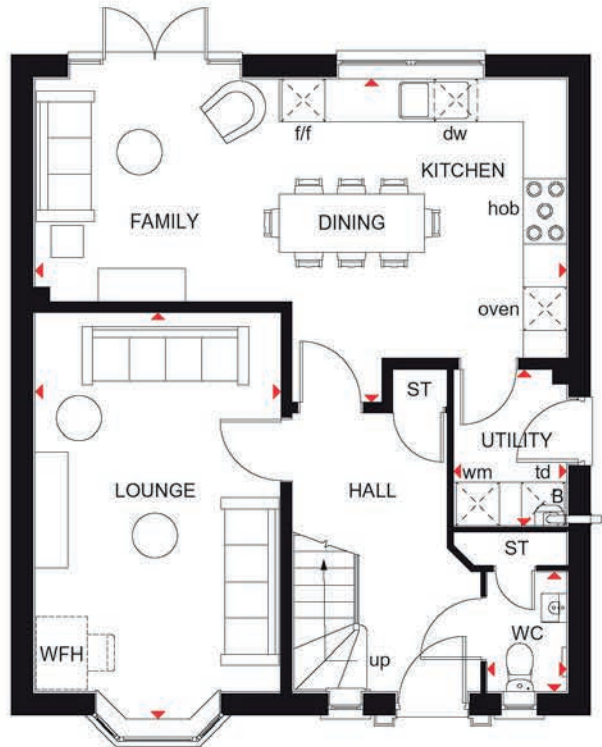 f/f
dw
KITCHEN
hob
FAMILY
DINING
oven
ST
UTILITY
wm
td
B
LOUNGE
HALL
ST
WFH
up
WC